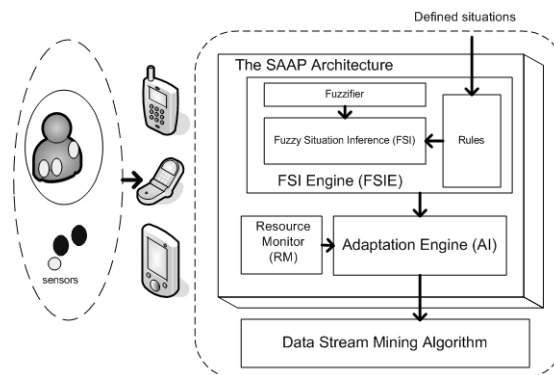 Defined situations
The SAAP Architecture
Fuzzifier
Fuzzy Situation Inference (FSI)
Rules
FSI Engine (FSIE)
Resource
Monitor
(RM)
Adaptation Engine (AI)
sensors
Data Stream Mining Algorithm